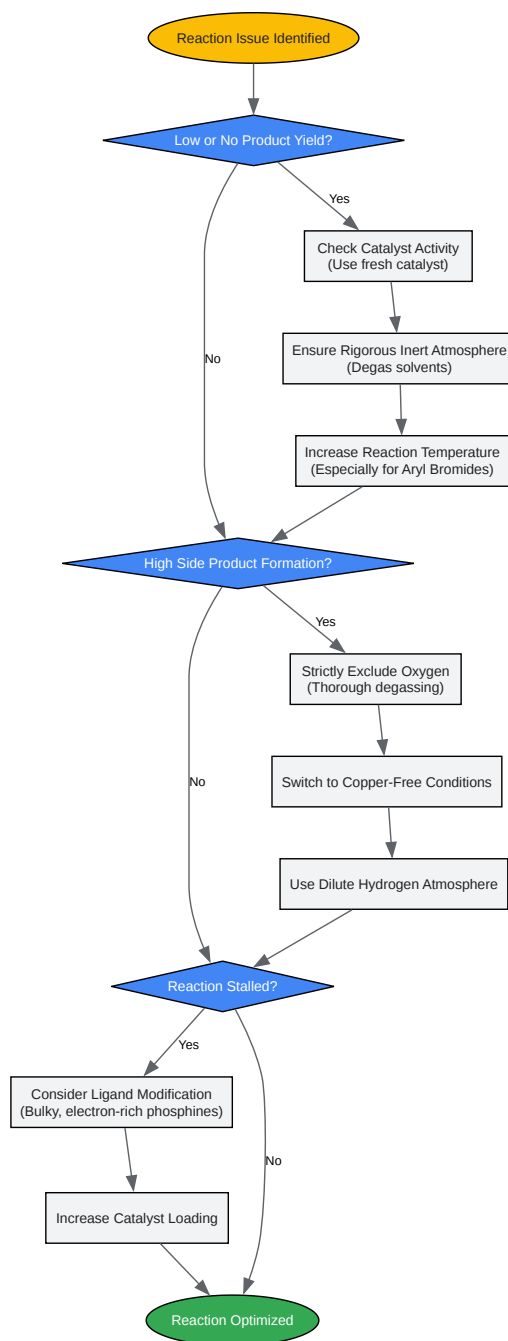 Reaction Issue Identified
Low or No Product Yield?
Yes
Check Catalyst Activity
(Use fresh catalyst)
Ensure Rigorous Inert Atmosphere
(Degas solvents)
No
Increase Reaction Temperature
(Especially for Aryl Bromides)
High Side Product Formation?
Yes
Strictly Exclude Oxygen
(Thorough degassing)
No
Switch to Copper-Free Conditions
Use Dilute Hydrogen Atmosphere
Reaction Stalled?
Yes
Consider Ligand Modification
(Bulky, electron-rich phosphines)
No
Increase Catalyst Loading
Reaction Optimized